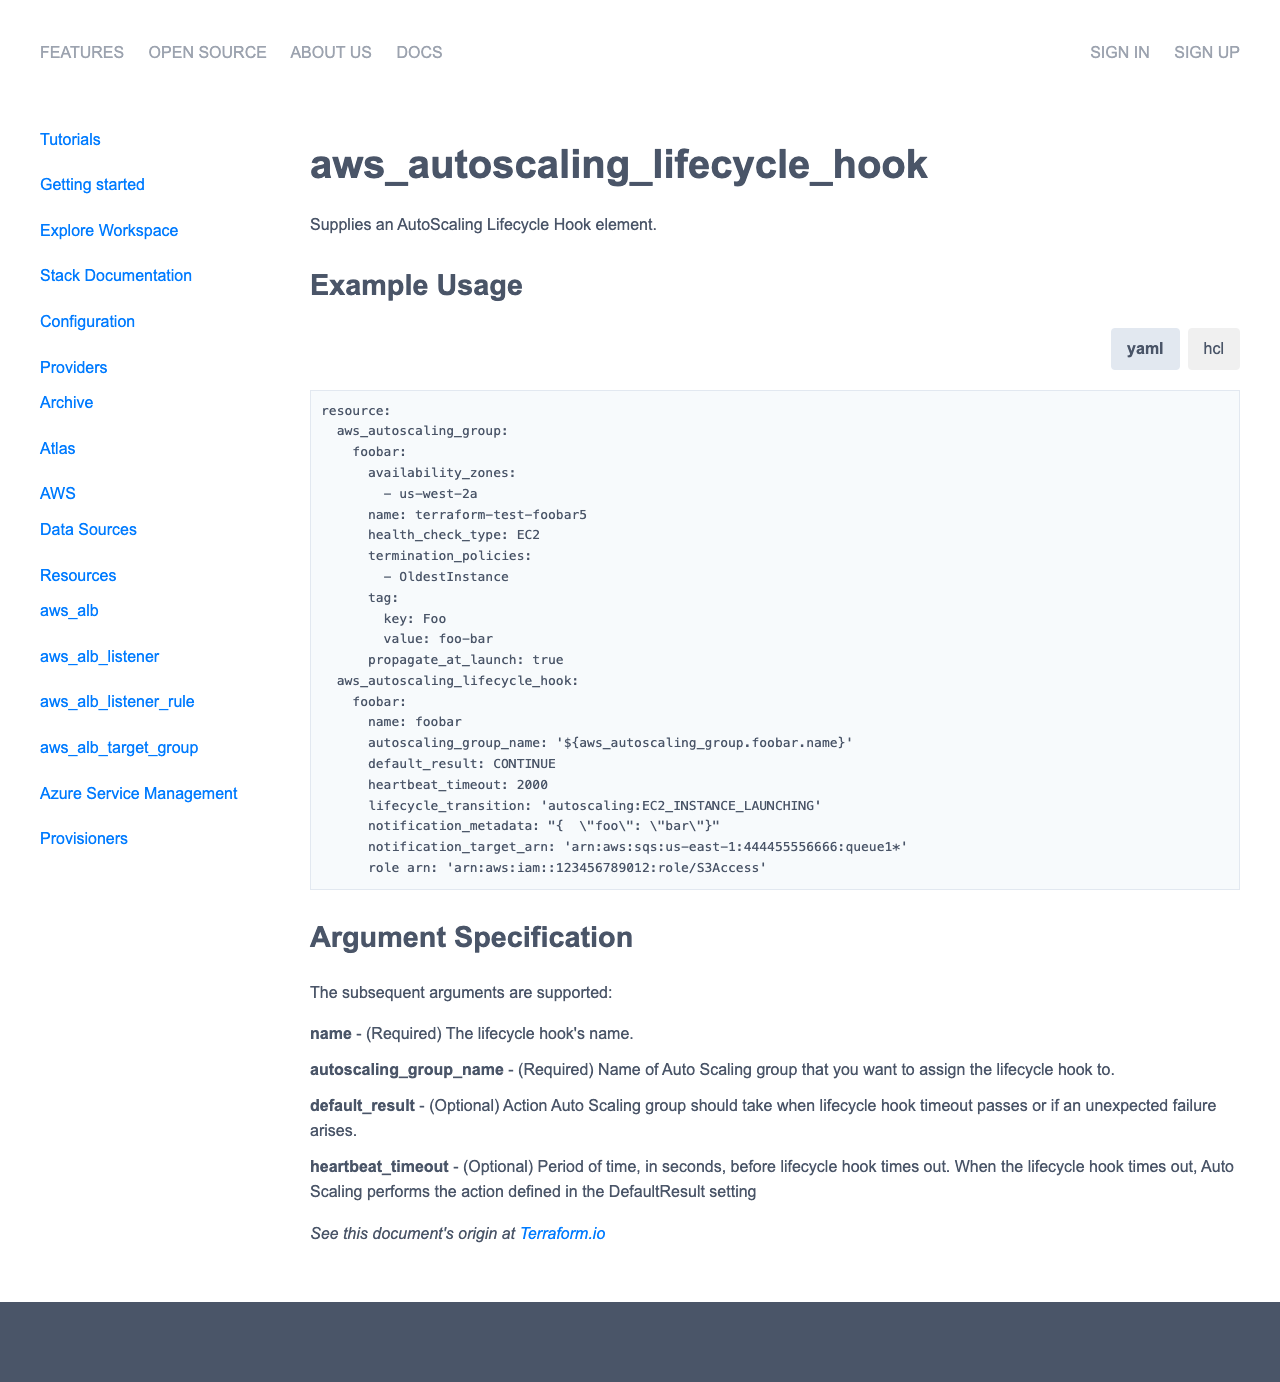 FEATURES OPEN SOURCE ABOUT US DOCS SIGN IN SIGN UP
Tutorials
Getting started
Explore Workspace
Stack Documentation
Configuration
Providers
Archive
Atlas
AWS
Data Sources
Resources
aws_alb
aws_alb_listener
aws_alb_listener_rule
aws_alb_target_group
Azure Service Management
Provisioners
aws_autoscaling_lifecycle_hook
Supplies an AutoScaling Lifecycle Hook element.
Example Usage
yaml hcl
resource:
  aws_autoscaling_group:
    foobar:
      availability_zones:
        - us-west-2a
      name: terraform-test-foobar5
      health_check_type: EC2
      termination_policies:
        - OldestInstance
      tag:
        key: Foo
        value: foo-bar
      propagate_at_launch: true
  aws_autoscaling_lifecycle_hook:
    foobar:
      name: foobar
      autoscaling_group_name: '${aws_autoscaling_group.foobar.name}'
      default_result: CONTINUE
      heartbeat_timeout: 2000
      lifecycle_transition: 'autoscaling:EC2_INSTANCE_LAUNCHING'
      notification_metadata: "{  \"foo\": \"bar\"}"
      notification_target_arn: 'arn:aws:sqs:us-east-1:444455556666:queue1*'
      role arn: 'arn:aws:iam::123456789012:role/S3Access'
Argument Specification
The subsequent arguments are supported:
name - (Required) The lifecycle hook's name.
autoscaling_group_name - (Required) Name of Auto Scaling group that you want to assign the lifecycle hook to.
default_result - (Optional) Action Auto Scaling group should take when lifecycle hook timeout passes or if an unexpected failure
arises.
heartbeat_timeout - (Optional) Period of time, in seconds, before lifecycle hook times out. When the lifecycle hook times out, Auto
Scaling performs the action defined in the DefaultResult setting
See this document's origin at Terraform.io